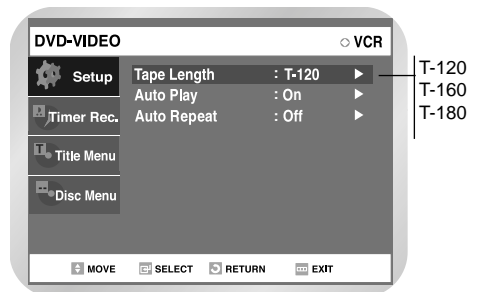 DVD-VIDEO ○ VCR
Setup
Timer Rec.
Title Menu
Disc Menu
Tape Length : T-120 ►
Auto Play : On ►
Auto Repeat : Off ►
T-120
T-160
T-180
MOVE SELECT RETURN EXIT